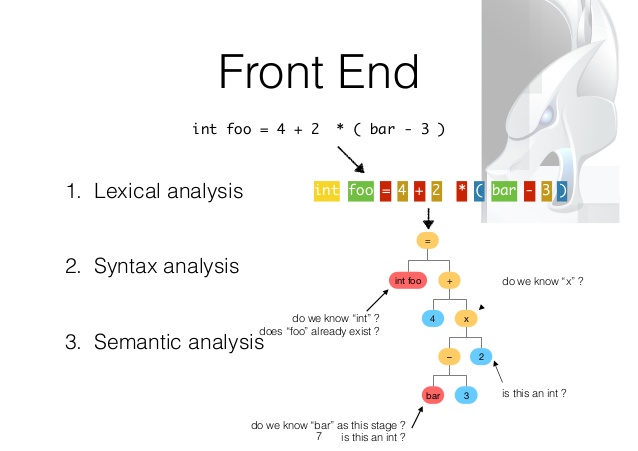 Front End
int foo = 4 + 2  * ( bar - 3 )
1. Lexical analysis
int foo = 4 + 2  * ( bar - 3 )
=
2. Syntax analysis
int foo
+
do we know “x” ?
do we know “int” ?
does “foo” already exist ?
4
x
3. Semantic analysis
–
2
bar
3
is this an int ?
do we know “bar” as this stage ?
is this an int ?
7